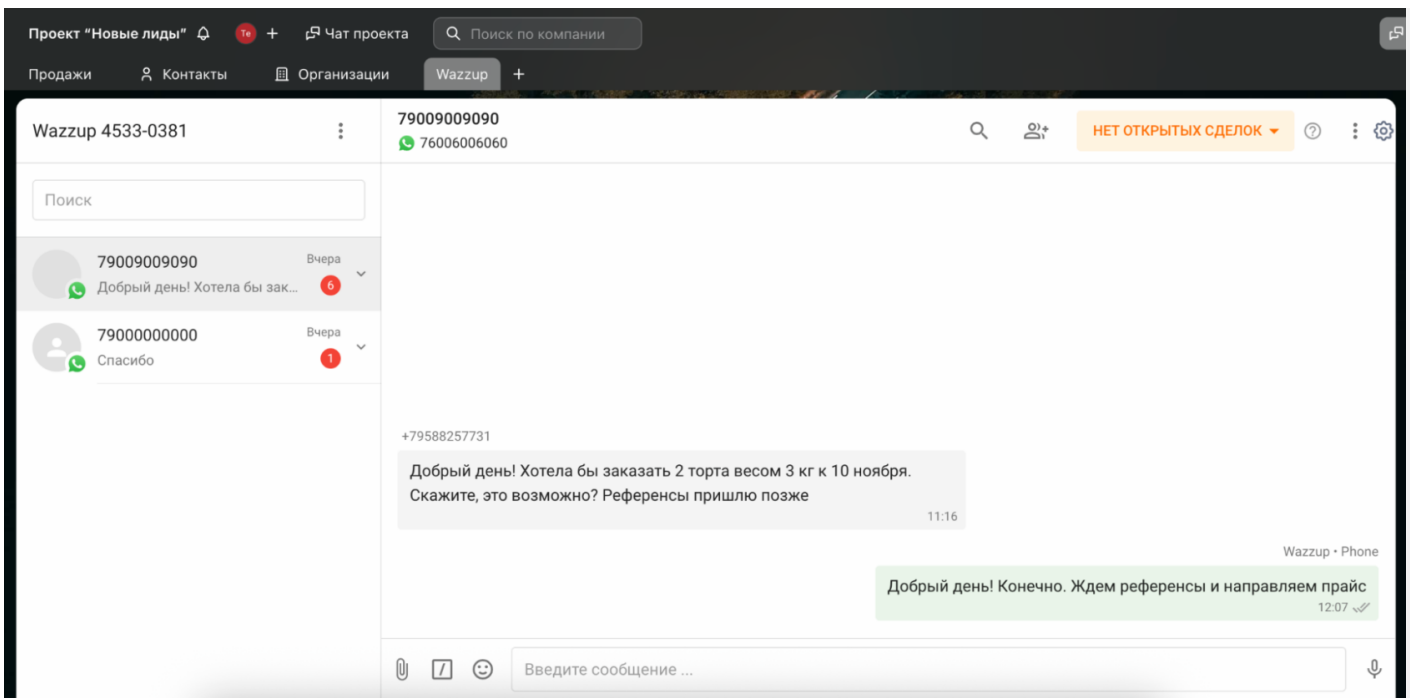 Проект “Новые лиды” Te + Чат проекта Поиск по компании
Продажи Контакты Организации Wazzup +
Wazzup 4533-0381
79009009090
76006006060
НЕТ ОТКРЫТЫХ СДЕЛОК
Поиск
79009009090 Вчера
Добрый день! Хотела бы зак... 6
79000000000 Вчера
Спасибо 1
+79588257731
Добрый день! Хотела бы заказать 2 торта весом 3 кг к 10 ноября.
Скажите, это возможно? Референсы пришлю позже
11:16
Wazzup • Phone
Добрый день! Конечно. Ждем референсы и направляем прайс
12:07
Введите сообщение ...